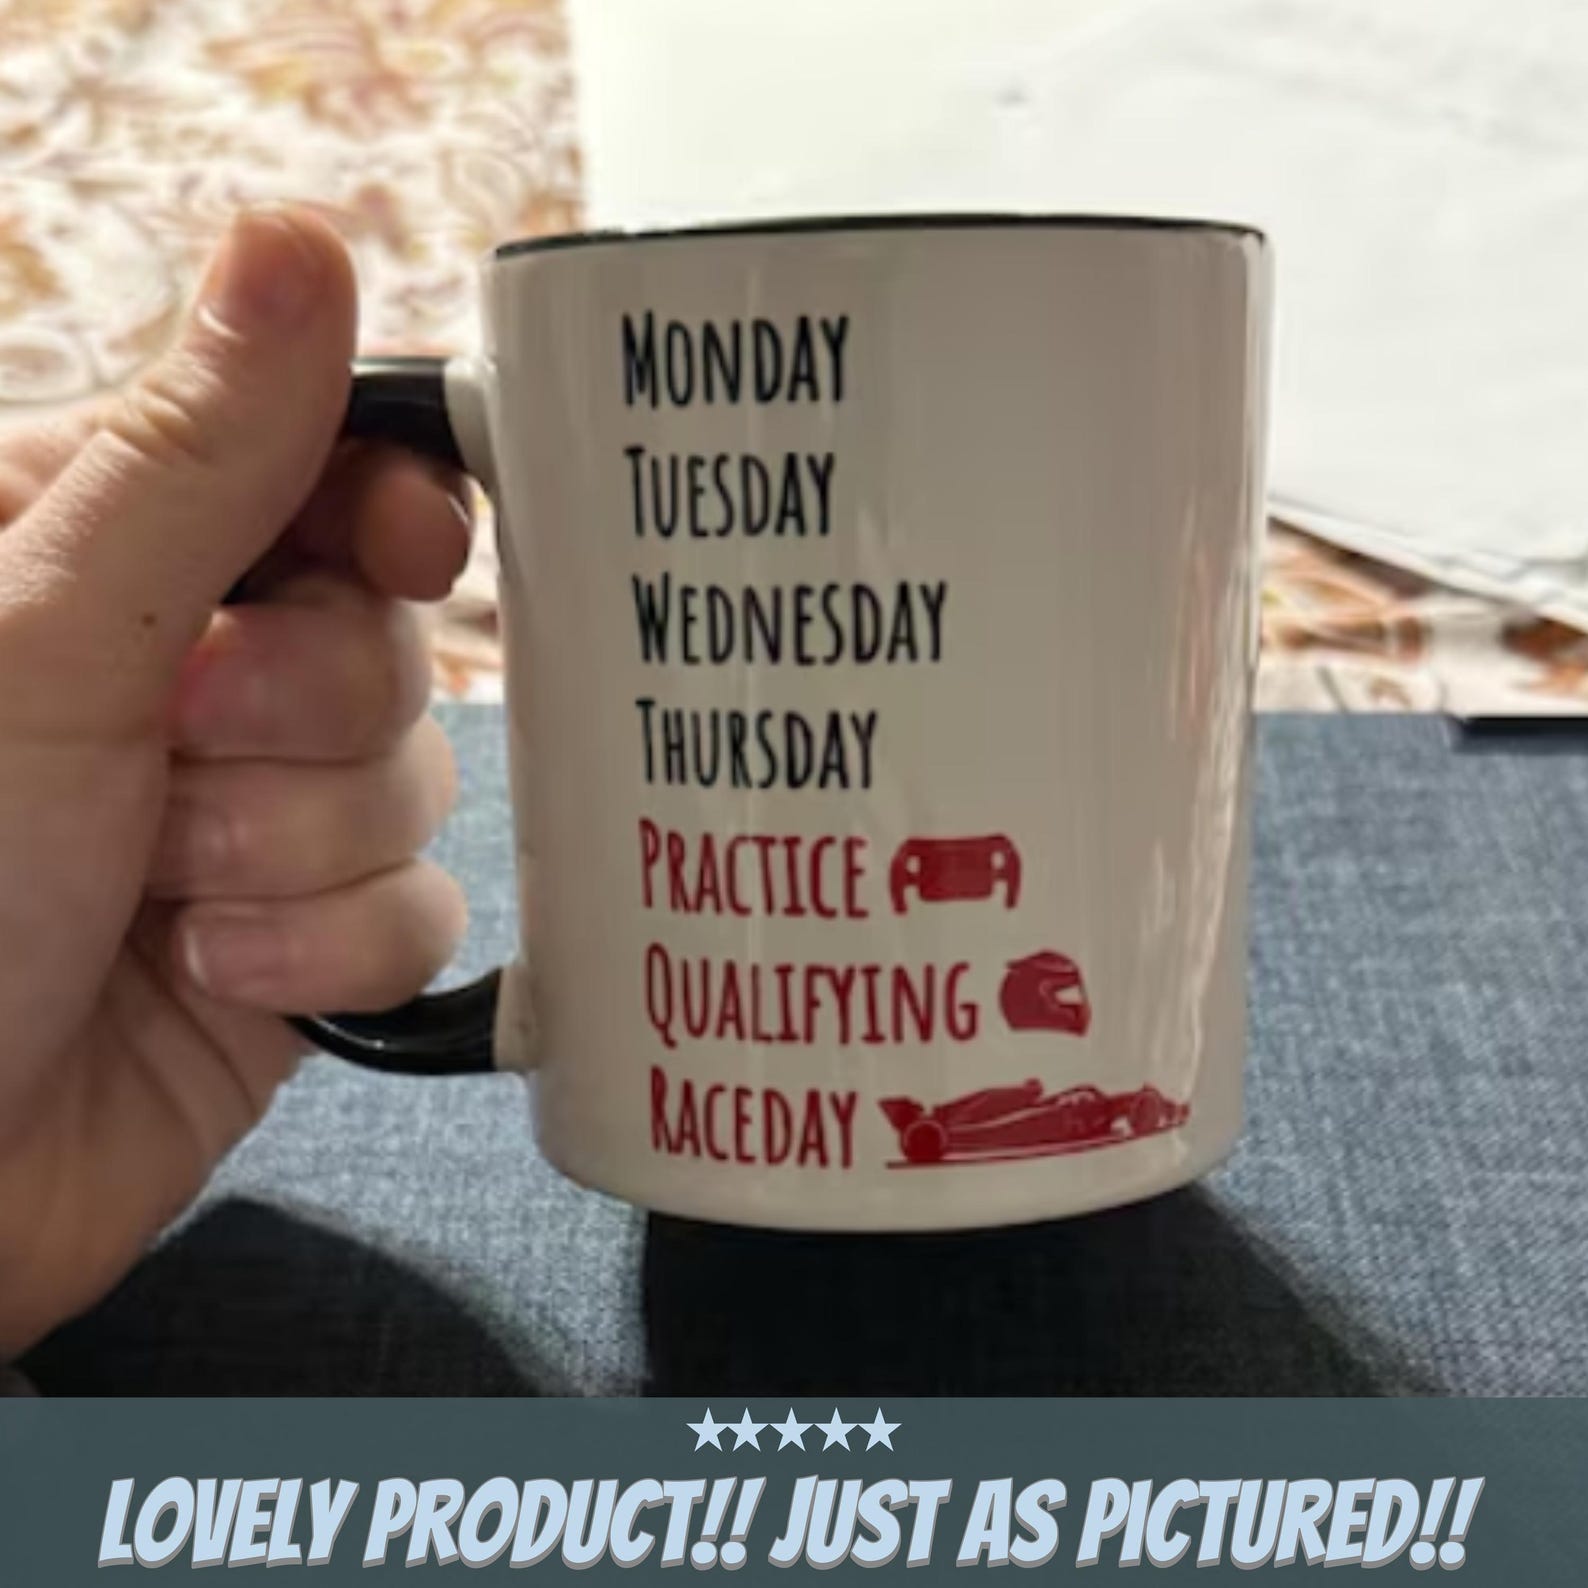 MONDAY
TUESDAY
WEDNESDAY
THURSDAY
PRACTICE
QUALIFYING
RACEDAY
★★★★★
LOVELY PRODUCT!! JUST AS PICTURED!!